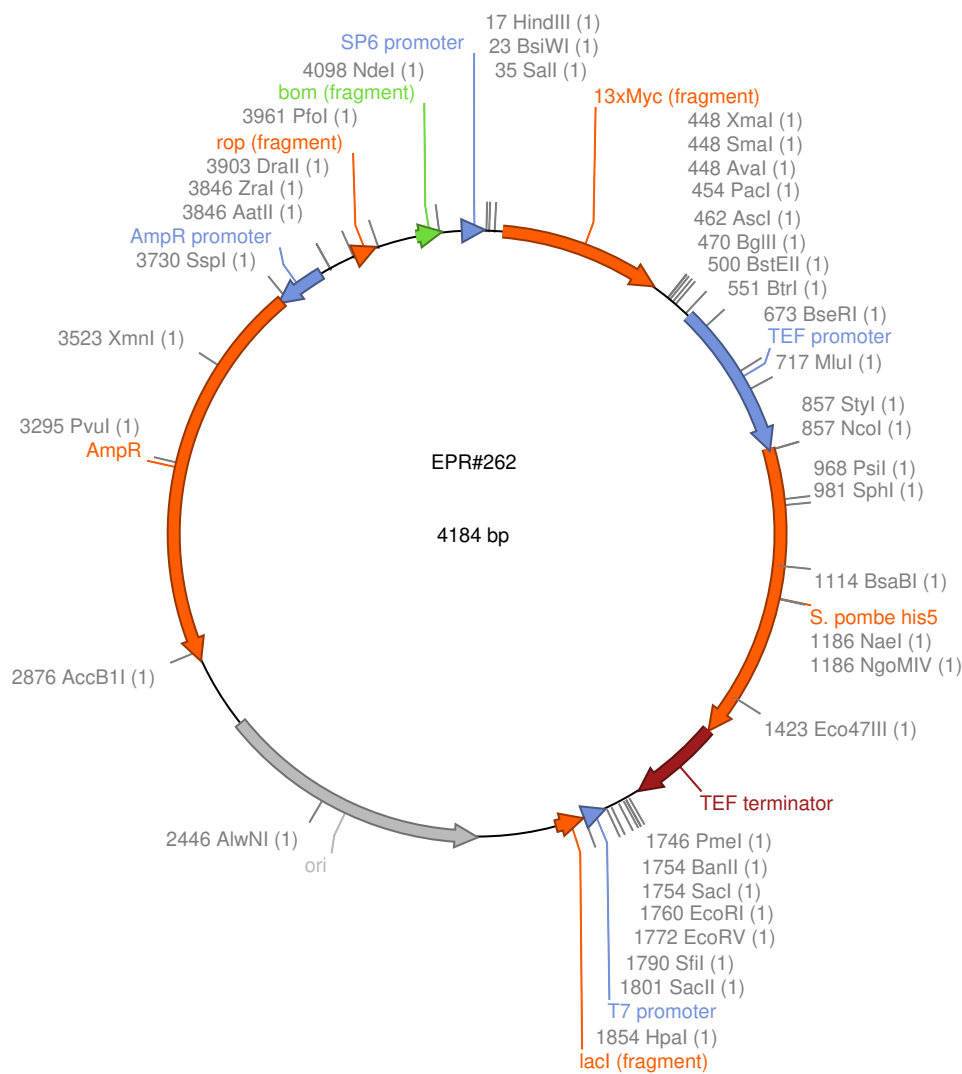 17 HindIII (1)
SP6 promoter
23 BsiWI (1)
4098 NdeI (1)
35 SalI (1)
bom (fragment)
13xMyc (fragment)
3961 PfoI (1)
448 XmaI (1)
rop (fragment)
448 SmaI (1)
3903 DraII (1)
448 AvaI (1)
3846 ZraI (1)
454 PacI (1)
3846 AatII (1)
462 AscI (1)
AmpR promoter
470 BglII (1)
3730 SspI (1)
500 BstEII (1)
551 BtrI (1)
673 BseRI (1)
3523 XmnI (1)
TEF promoter
717 MluI (1)
857 StyI (1)
3295 PvuI (1)
857 NcoI (1)
AmpR
EPR#262
968 PsiI (1)
981 SphI (1)
4184 bp
1114 BsaBI (1)
S. pombe his5
1186 NaeI (1)
1186 NgoMIV (1)
2876 AccB1I (1)
1423 Eco47III (1)
TEF terminator
2446 AlwNI (1)
1746 PmeI (1)
ori
1754 BanII (1)
1754 SacI (1)
1760 EcoRI (1)
1772 EcoRV (1)
1790 SfiI (1)
1801 SacII (1)
T7 promoter
1854 HpaI (1)
lacI (fragment)